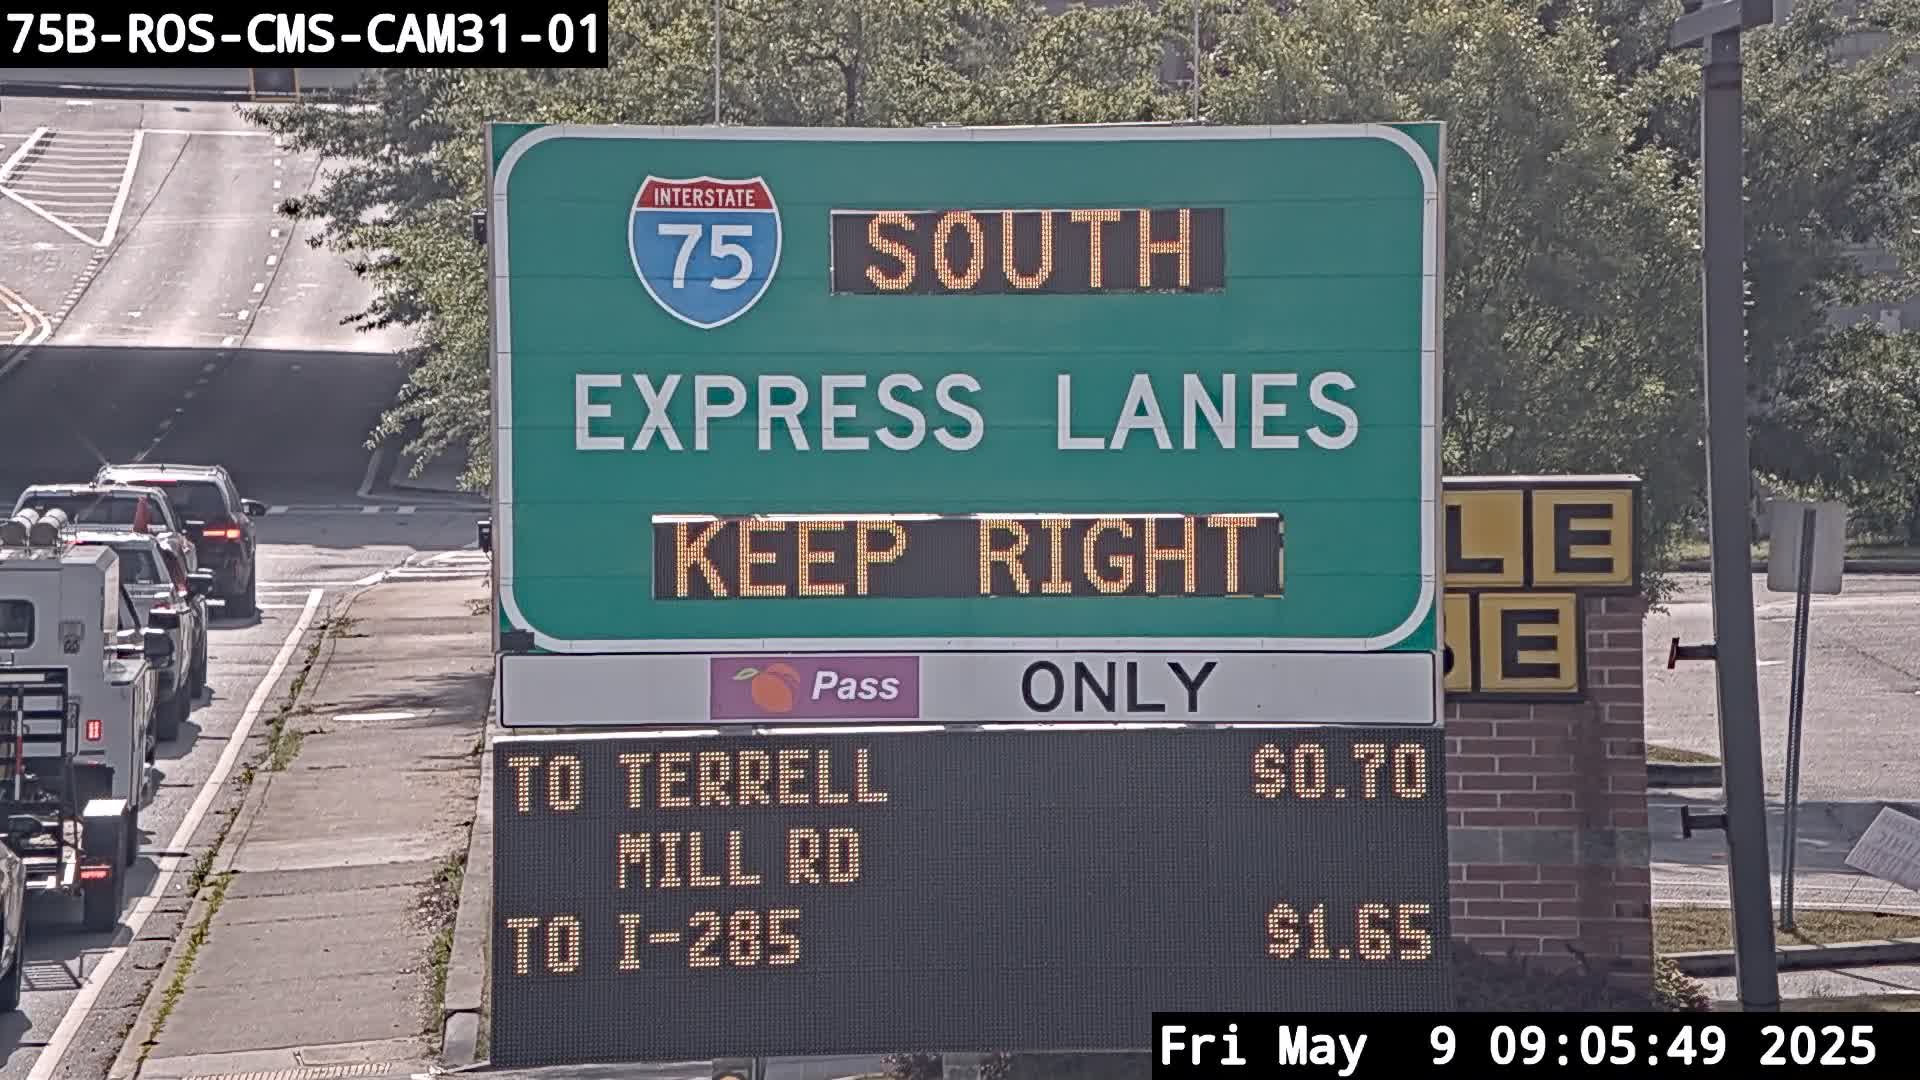 75B-ROS-CMS-CAM31-01
INTERSTATE
75
SOUTH
EXPRESS LANES
KEEP RIGHT
Pass ONLY
TO TERRELL $0.70
MILL RD
TO I-285 $1.65
LE
E
Fri May 9 09:05:49 2025